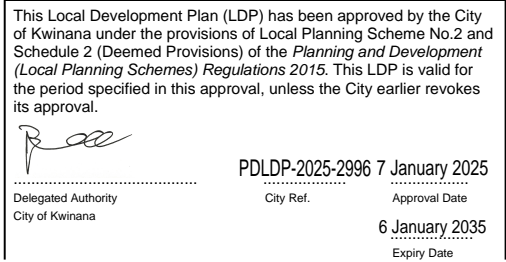 This Local Development Plan (LDP) has been approved by the City
of Kwinana under the provisions of Local Planning Scheme No.2 and
Schedule 2 (Deemed Provisions) of the Planning and Development
(Local Planning Schemes) Regulations 2015. This LDP is valid for
the period specified in this approval, unless the City earlier revokes
its approval.
PDLDP-2025-2996 7 January 2025
Delegated Authority City Ref. Approval Date
City of Kwinana
6 January 2035
Expiry Date